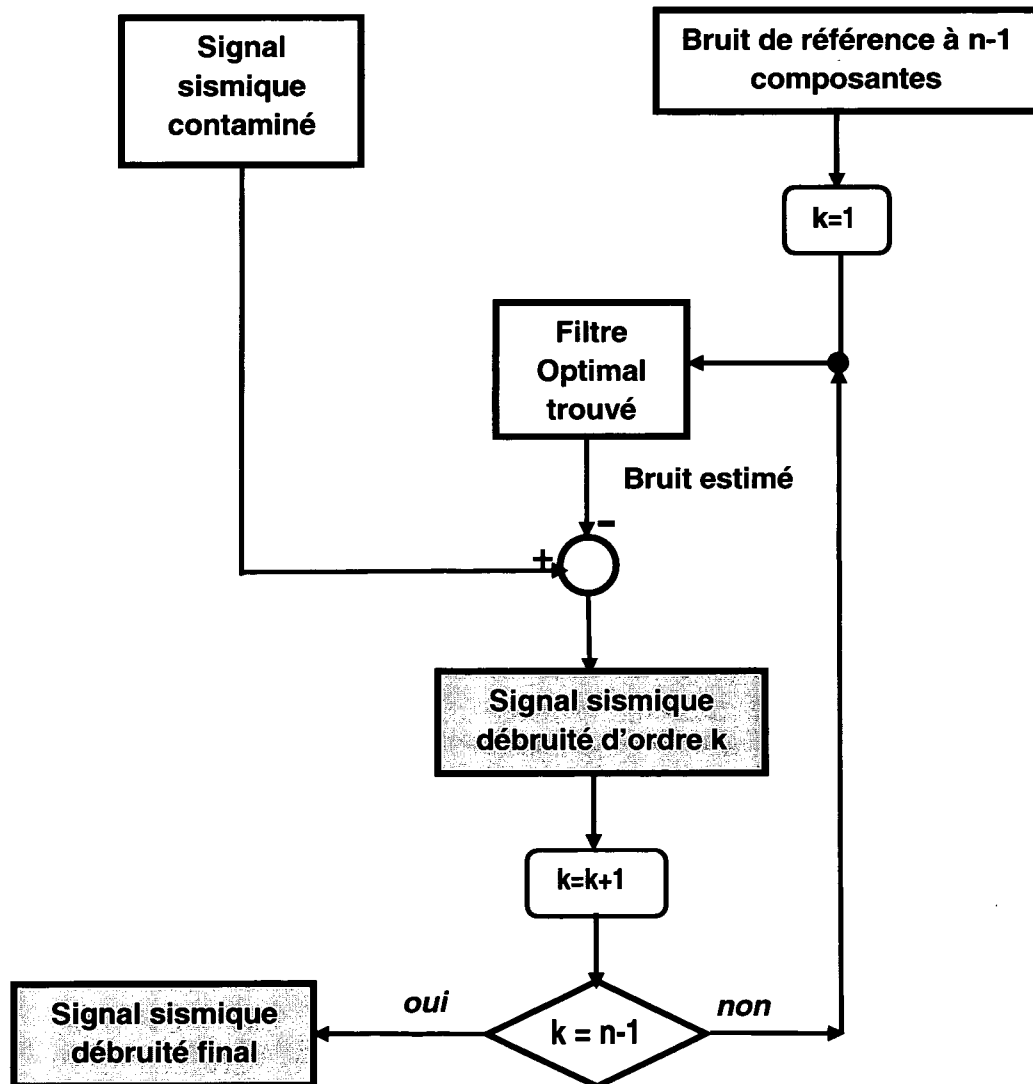 Signal
sismique
contaminé
Bruit de référence à n-1
composantes
k=1
Filtre
Optimal
trouvé
Bruit estimé
−
+
Signal sismique
débruité d'ordre k
k=k+1
oui
k = n-1
non
Signal sismique
débruité final